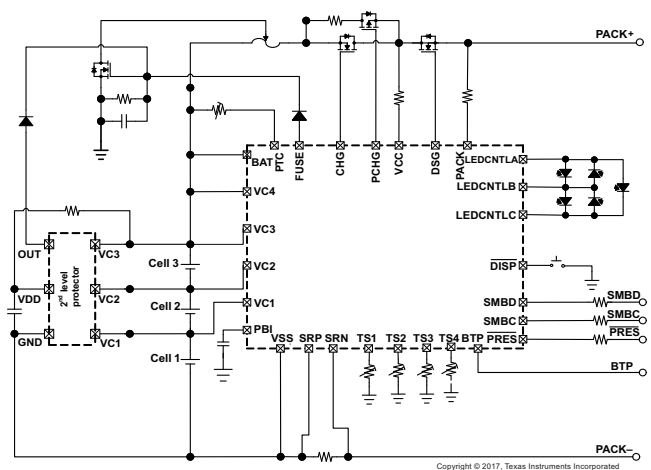 PACK+
BAT
PTC
FUSE
CHG
PCHG
VCC
DSG
PACK
LEDCNTLA
LEDCNTLB
LEDCNTLC
VC4
VC3
VC2
VC1
PBI
OUT
VDD
GND
2nd level
protector
VC3
VC2
VC1
Cell 3
Cell 2
Cell 1
DISP
SMBD
SMBC
PRES
SMBD
SMBC
PRES
VSS
SRP
SRN
TS1
TS2
TS3
TS4
BTP
BTP
PACK–
Copyright © 2017, Texas Instruments Incorporated